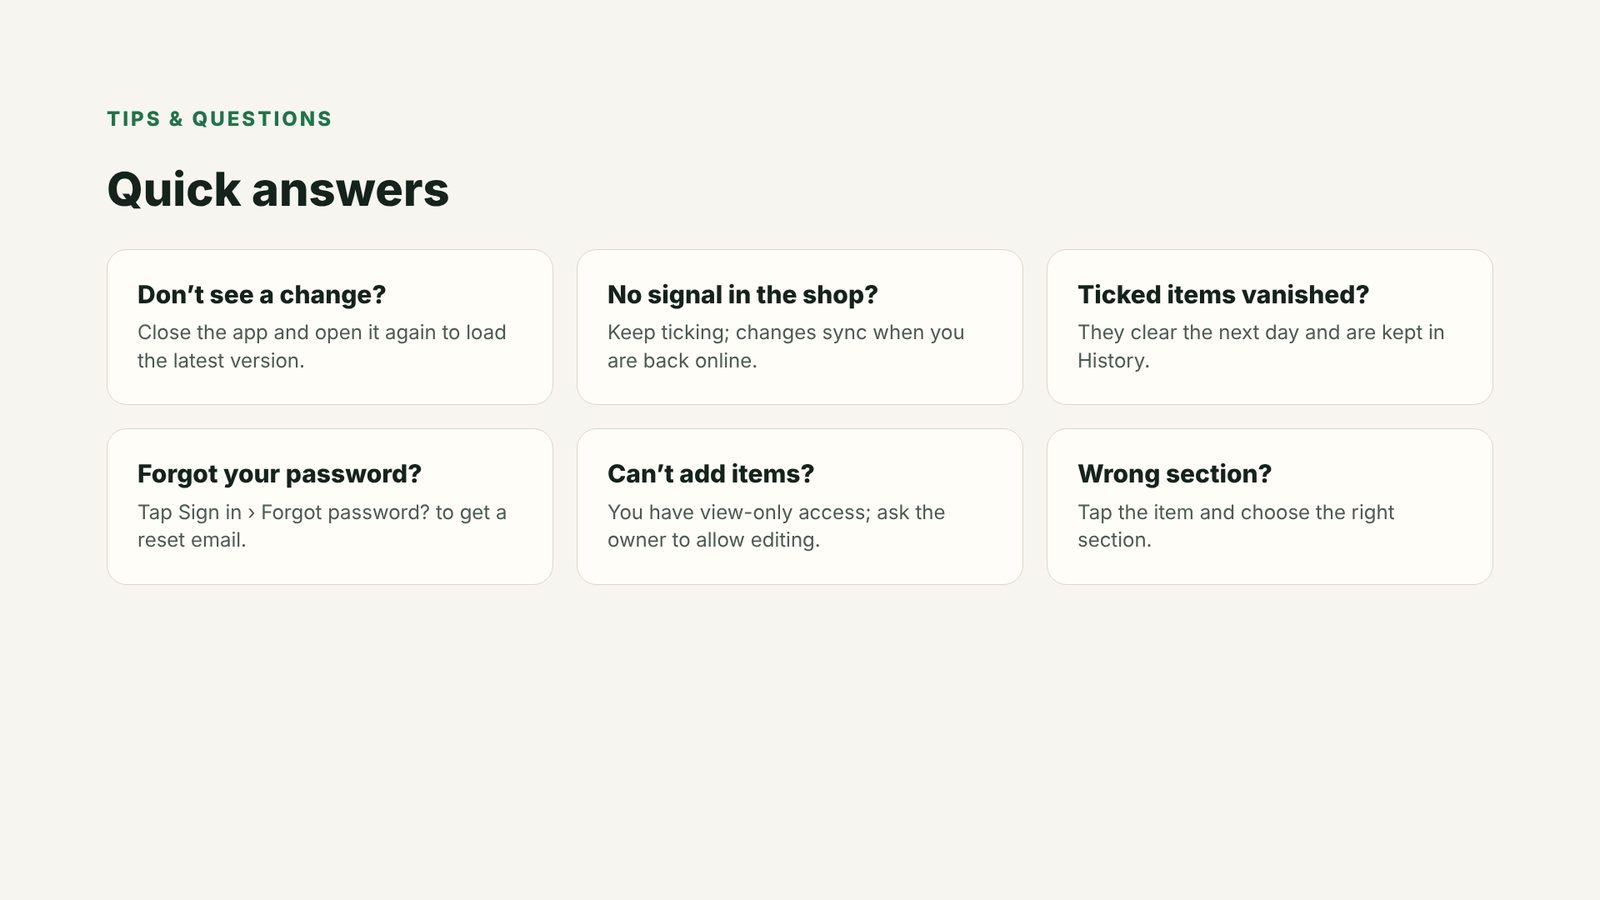 TIPS & QUESTIONS
Quick answers
Don’t see a change?
Close the app and open it again to load
the latest version.
No signal in the shop?
Keep ticking; changes sync when you
are back online.
Ticked items vanished?
They clear the next day and are kept in
History.
Forgot your password?
Tap Sign in › Forgot password? to get a
reset email.
Can’t add items?
You have view-only access; ask the
owner to allow editing.
Wrong section?
Tap the item and choose the right
section.